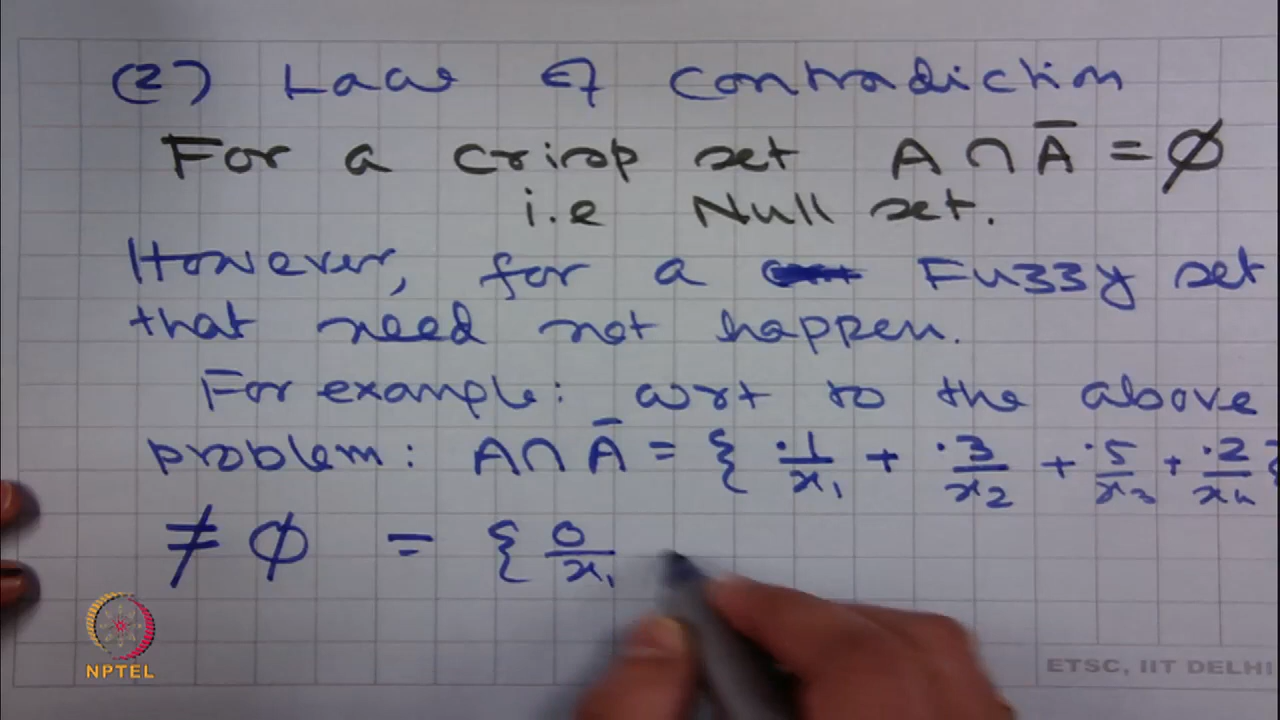 (2) Law of Contradiction
For a crisp set A ∩ Ā = φ
i.e Null set.
However, for a Fuzzy set
that need not happen.
For example: wrt to the above
problem: A ∩ Ā = { .1/x₁ + .3/x₂ + .5/x₃ + .2/x₄ }
≠ φ = { 0/x₁
NPTEL
ETSC, IIT DELHI